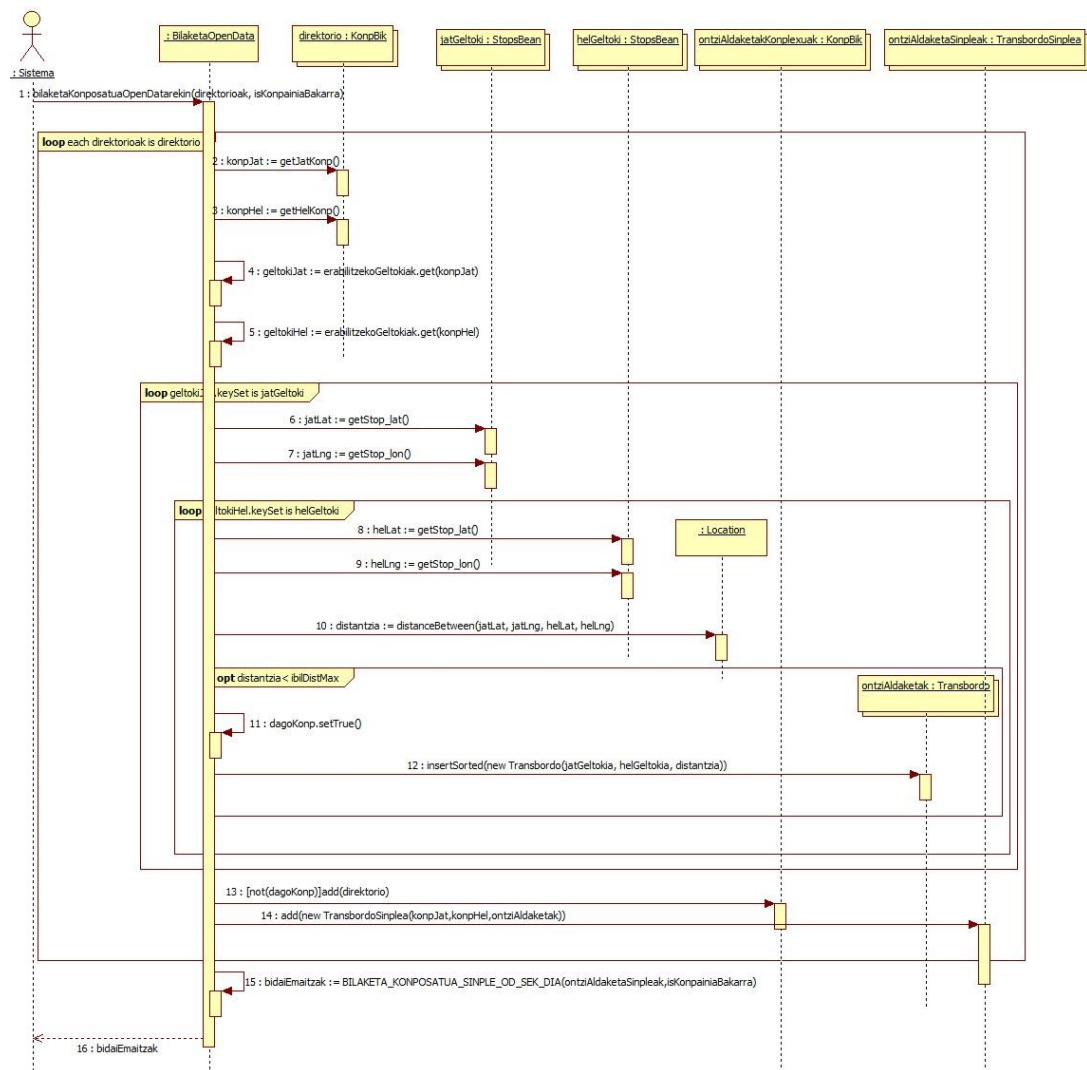 : Sistema
: BilaketaOpenData
direktorio : KonpBik
jatGeltoki : StopsBean
helGeltoki : StopsBean
ontziAldaketakKonplexuak : KonpBik
ontziAldaketaSinpleak : TransbordoSinplea
1 : bilaketaKonposatuaOpenDatarekin(direktorioak, isKonpainiaBakarra)
loop each direktorioak is direktorio
2 : konpJat := getJatKonp()
3 : konpHel := getHelKonp()
4 : geltokiJat := erabilitzekoGeltokiak.get(konpJat)
5 : geltokiHel := erabilitzekoGeltokiak.get(konpHel)
loop geltokiJ .keySet is jatGeltoki
6 : jatLat := getStop_lat()
7 : jatLng := getStop_lon()
loop ltokiHel.keySet is helGeltoki
8 : helLat := getStop_lat()
: Location
9 : helLng := getStop_lon()
10 : distantzia := distanceBetween(jatLat, jatLng, helLat, helLng)
opt distantzia< ibilDistMax
ontziAldaketak : Transbordo
11 : dagoKonp.setTrue()
12 : insertSorted(new Transbordo(jatGeltokia, helGeltokia, distantzia))
13 : [not(dagoKonp)]add(direktorio)
14 : add(new TransbordoSinplea(konpJat,konpHel,ontziAldaketak))
15 : bidaiEmaitzak := BILAKETA_KONPOSATUA_SINPLE_OD_SEK_DIA(ontziAldaketaSinpleak,isKonpainiaBakarra)
16 : bidaiEmaitzak